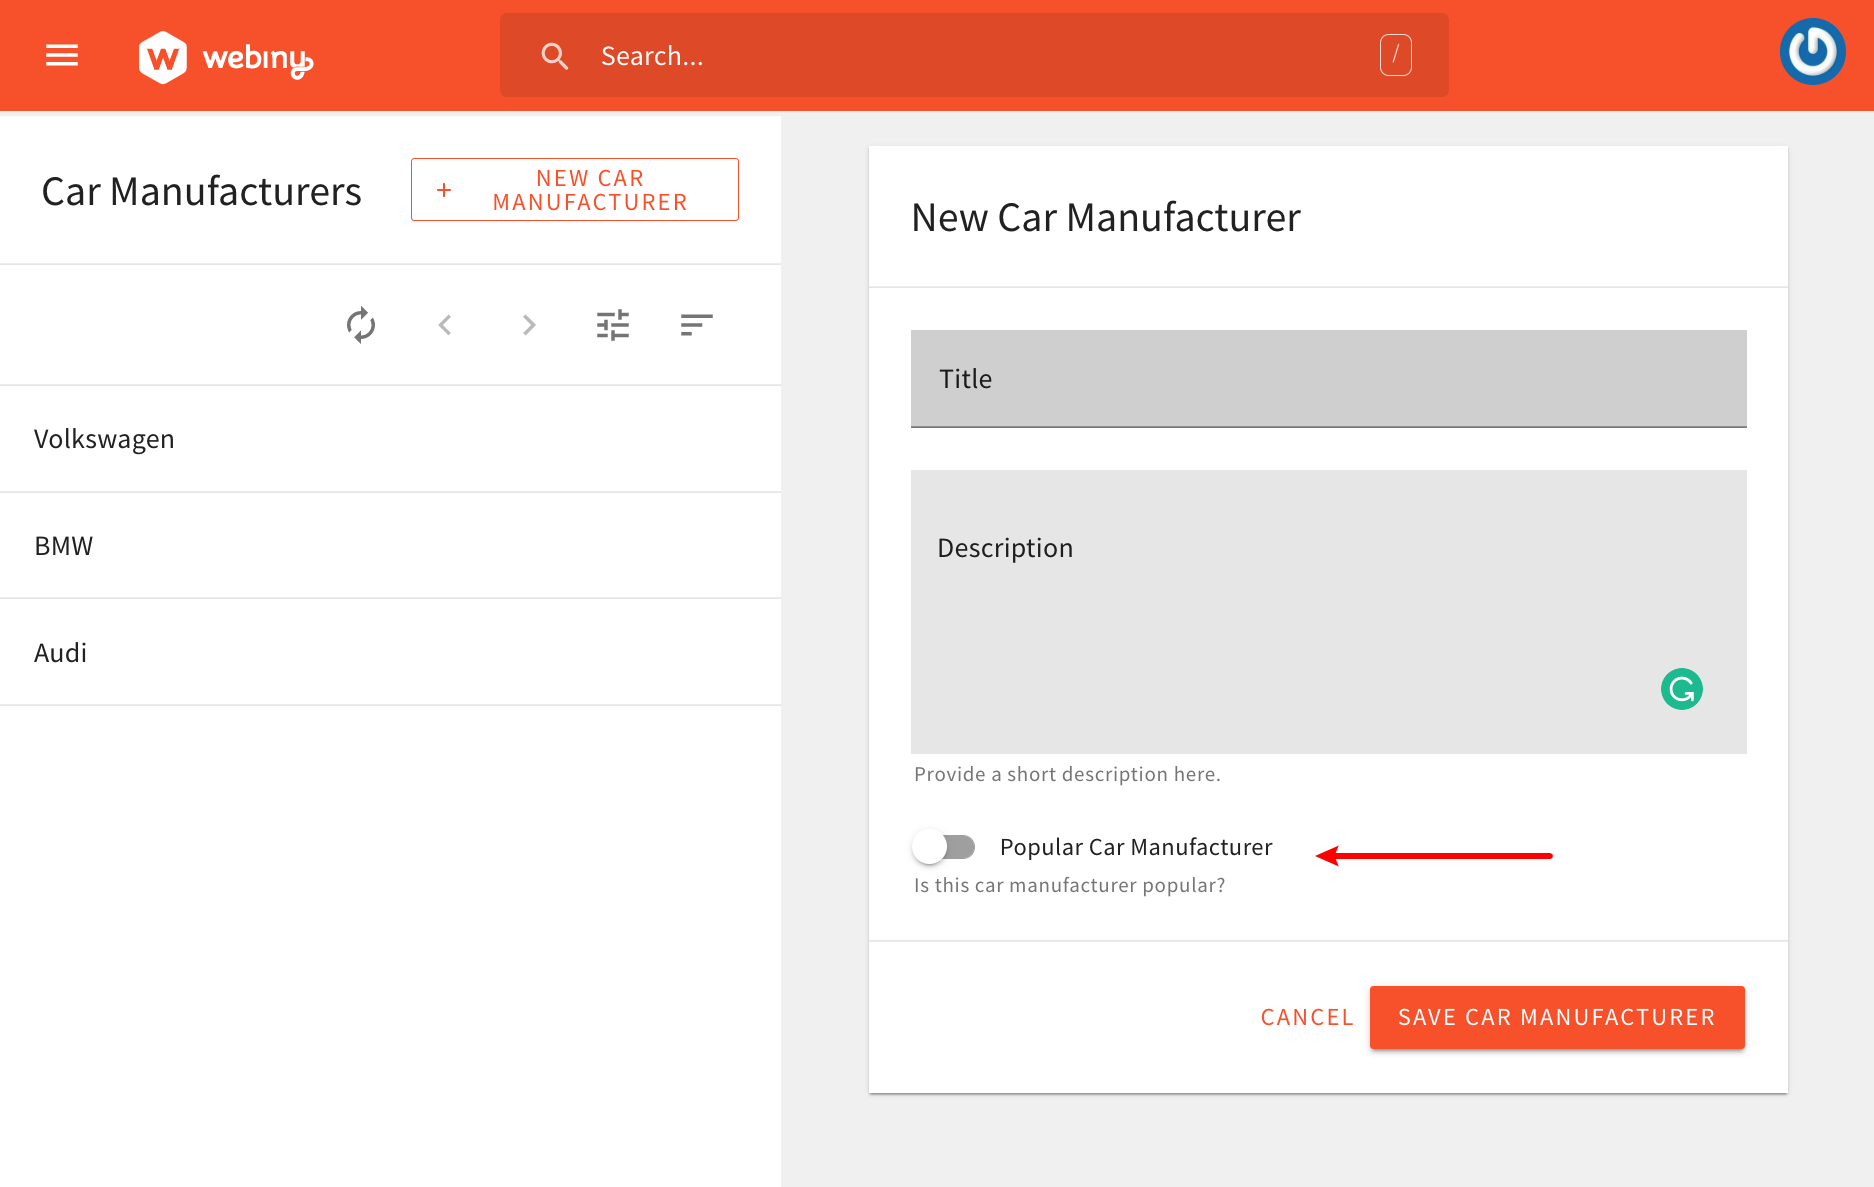 webiny
Search...
/
Car Manufacturers
+ NEW CAR
MANUFACTURER
Volkswagen
BMW
Audi
New Car Manufacturer
Title
Description
Provide a short description here.
Popular Car Manufacturer
Is this car manufacturer popular?
CANCEL
SAVE CAR MANUFACTURER